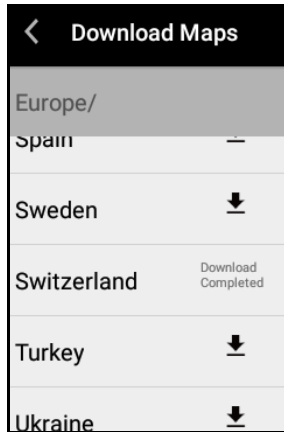 Download Maps
Europe/
Spain
Sweden
Switzerland
Download
Completed
Turkey
Ukraine